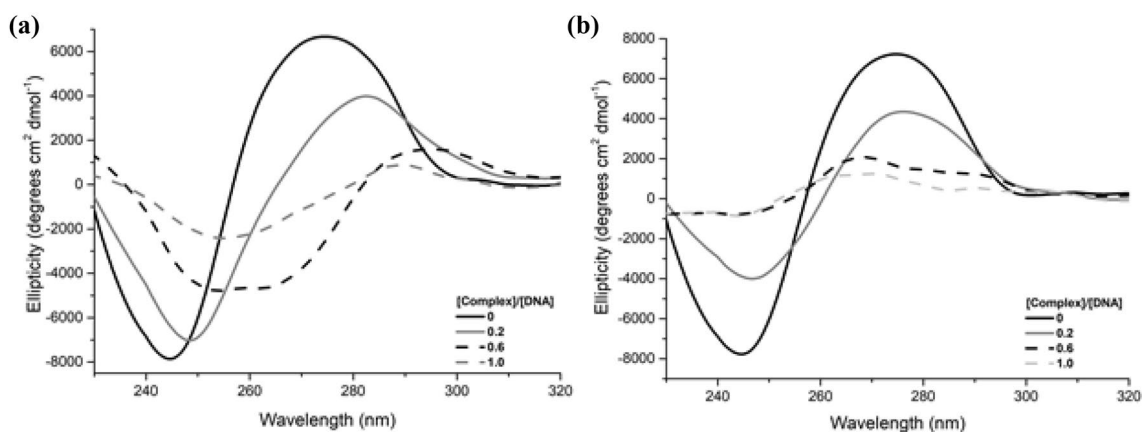 (a)
6000
4000
2000
0
-2000
-4000
-6000
-8000
Ellipticity (degrees cm² dmol⁻¹)
240 260 280 300 320
Wavelength (nm)
[Complex]/[DNA]
0
0.2
0.6
1.0
(b)
8000
6000
4000
2000
0
-2000
-4000
-6000
-8000
Ellipticity (degrees cm² dmol⁻¹)
240 260 280 300 320
Wavelength (nm)
[Complex]/[DNA]
0
0.2
0.6
1.0